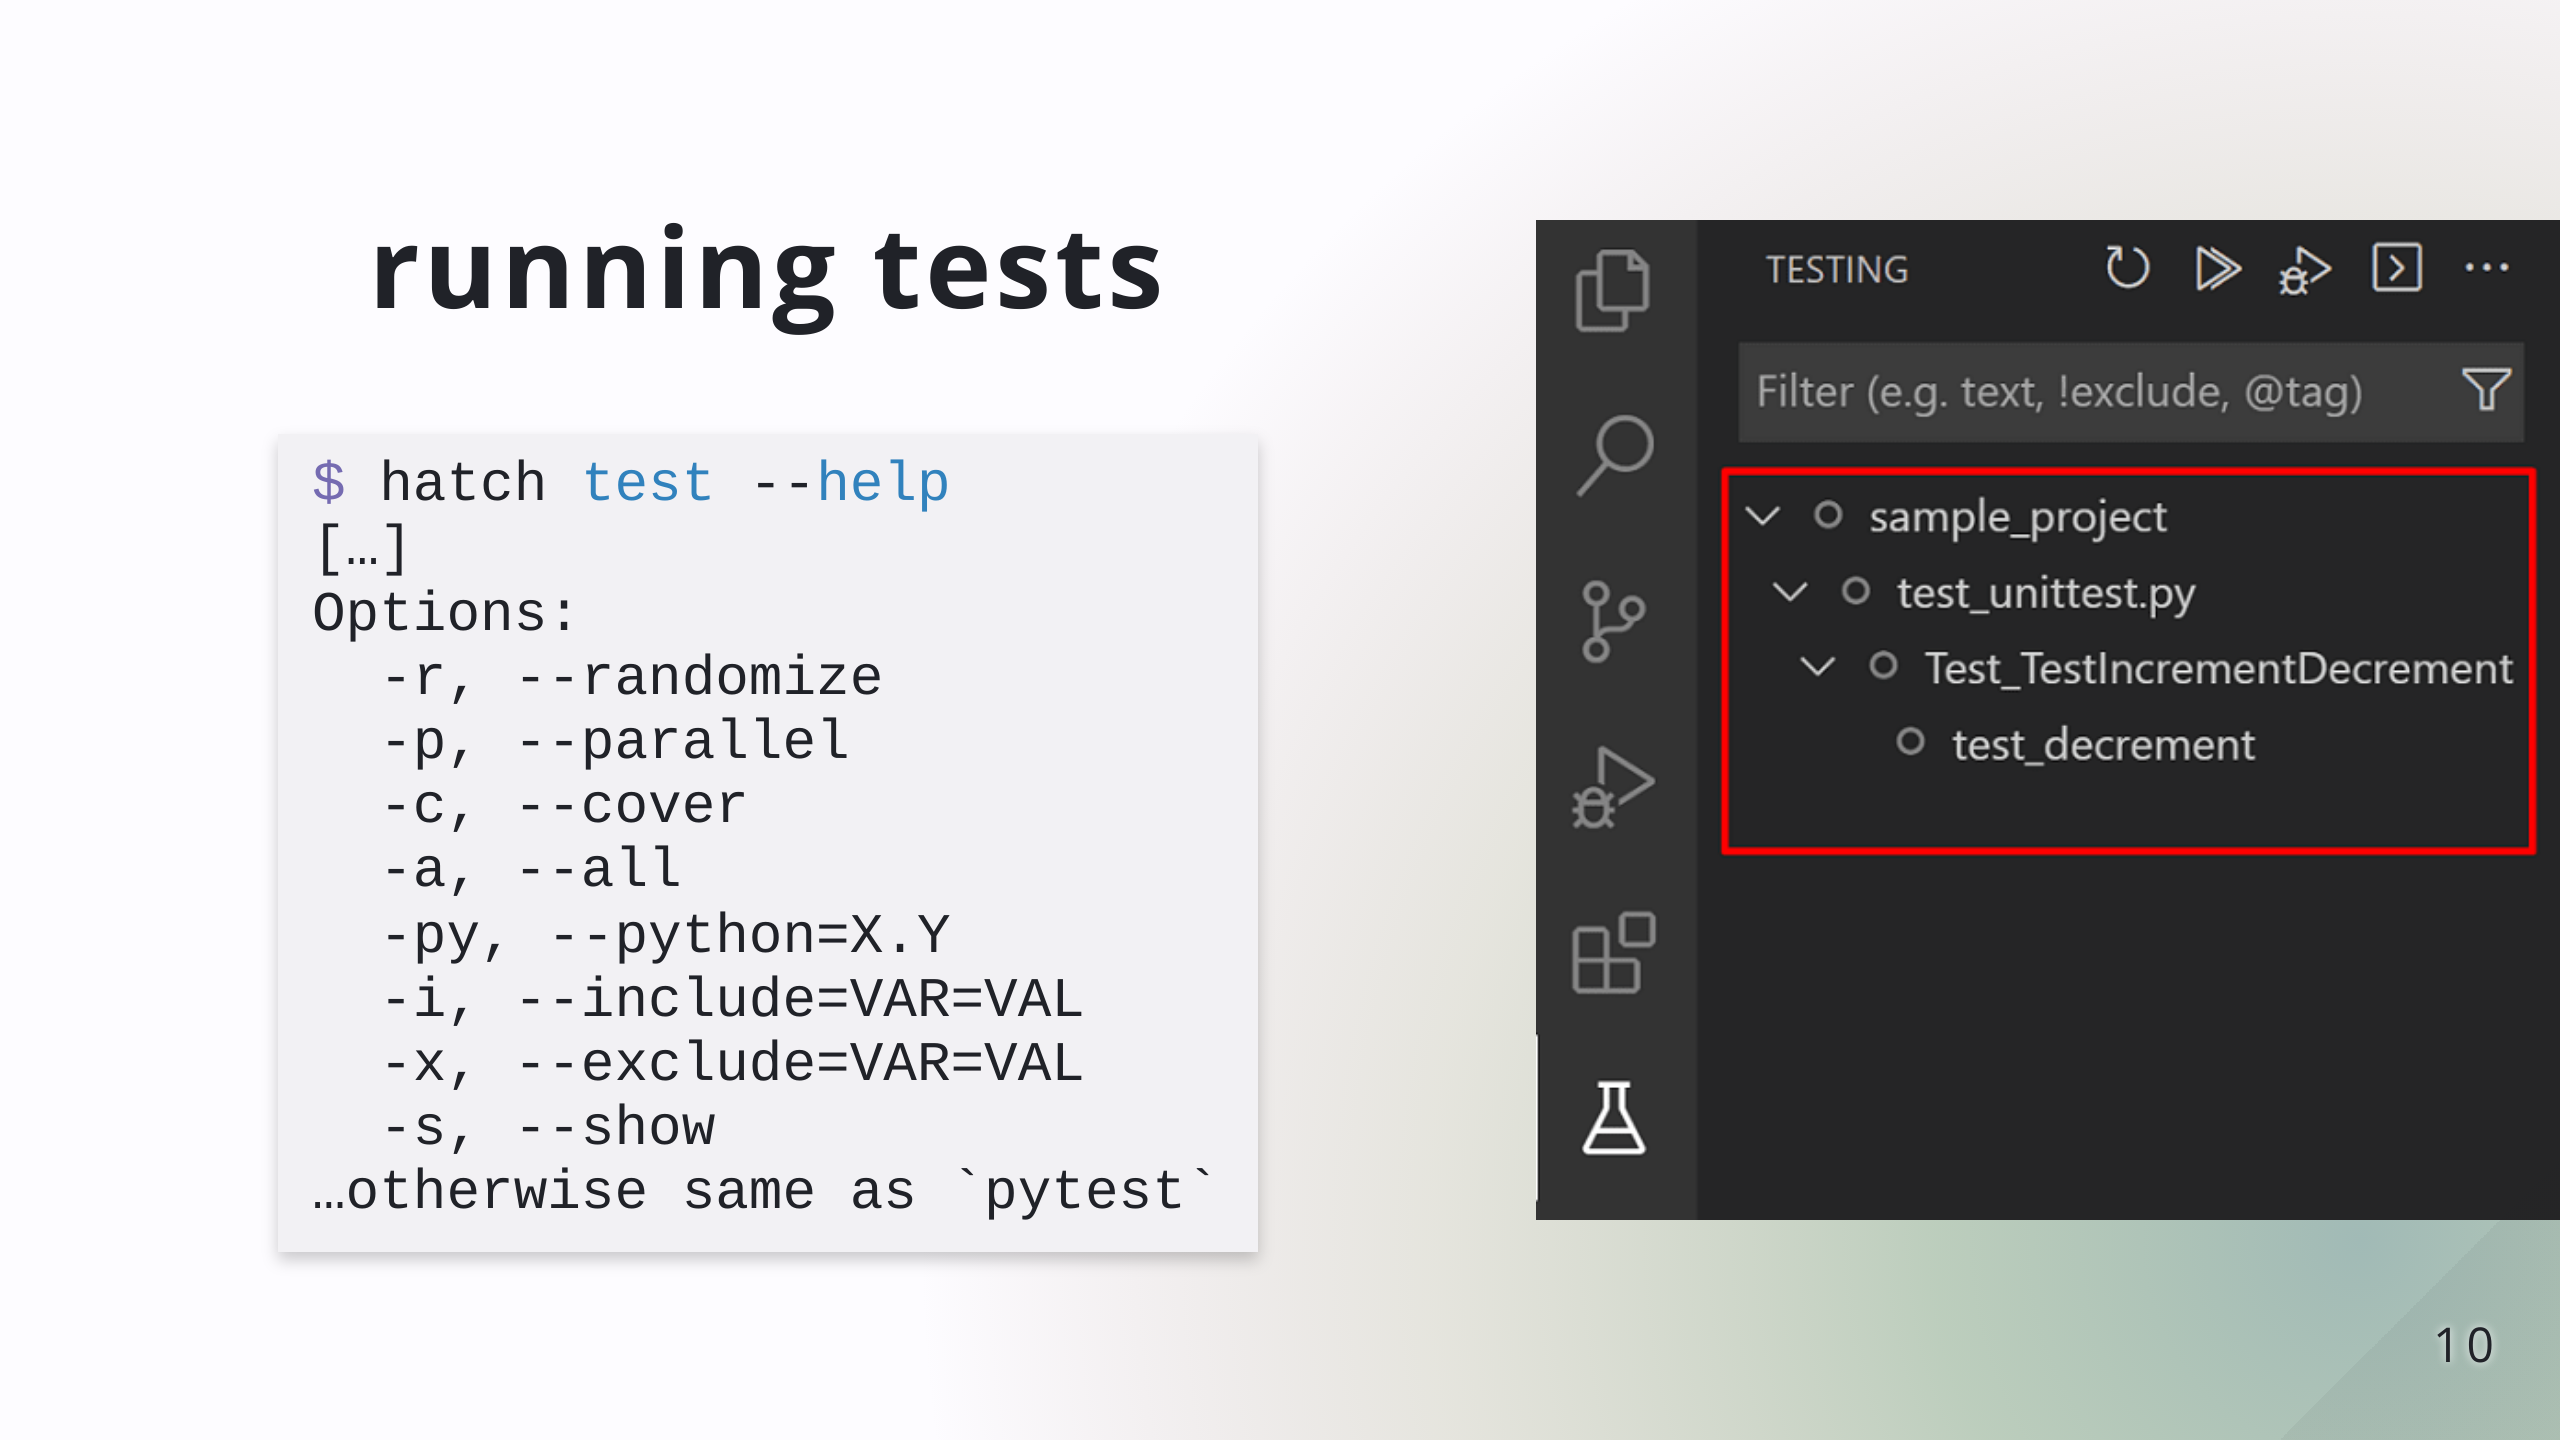 running tests
$ hatch test --help
[…]
Options:
  -r, --randomize
  -p, --parallel
  -c, --cover
  -a, --all
  -py, --python=X.Y
  -i, --include=VAR=VAL
  -x, --exclude=VAR=VAL
  -s, --show
…otherwise same as `pytest`
TESTING
Filter (e.g. text, !exclude, @tag)
sample_project
test_unittest.py
Test_TestIncrementDecrement
test_decrement
10